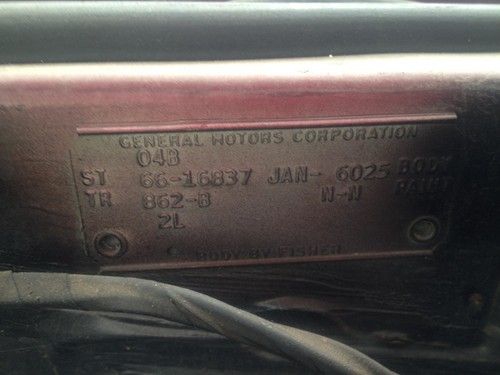 GENERAL MOTORS CORPORATION
04B
ST 66-16837 JAN- 6025 BODY
TR 862-B N-N PAINT
2L
BODY BY FISHER